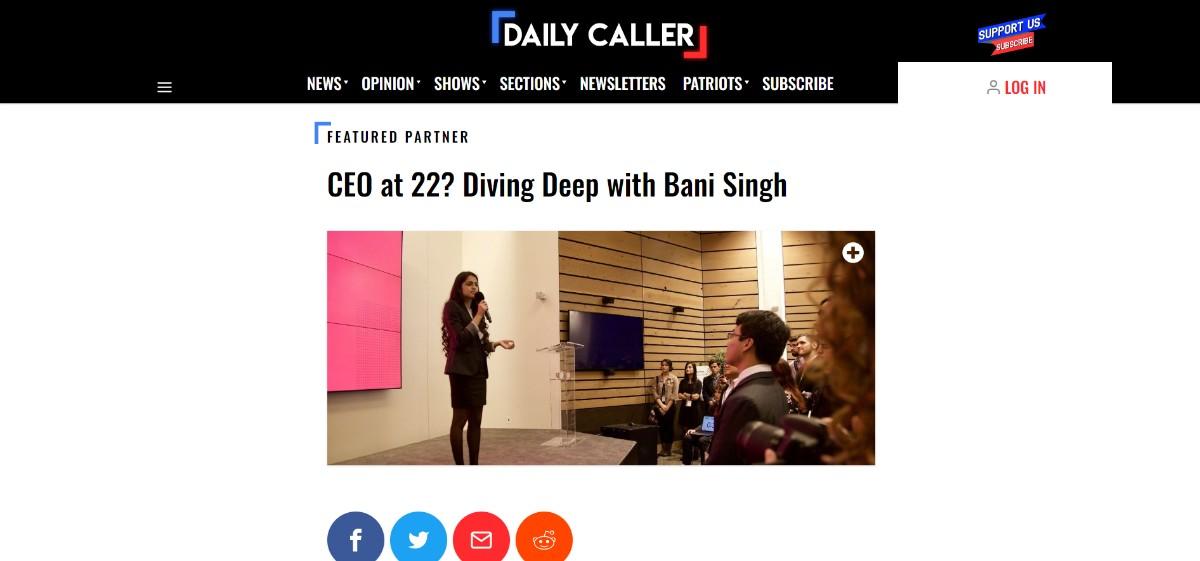 DAILY CALLER
SUPPORT US
SUBSCRIBE
NEWS OPINION SHOWS SECTIONS NEWSLETTERS PATRIOTS SUBSCRIBE
LOG IN
FEATURED PARTNER
CEO at 22? Diving Deep with Bani Singh